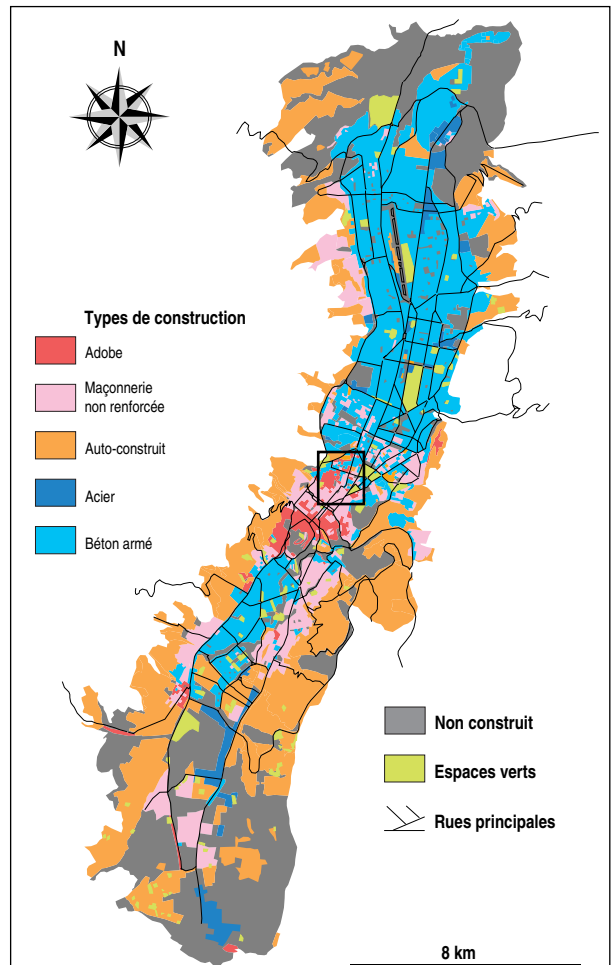 N
Types de construction
Adobe
Maçonnerie
non renforcée
Auto-construit
Acier
Béton armé
Non construit
Espaces verts
Rues principales
8 km